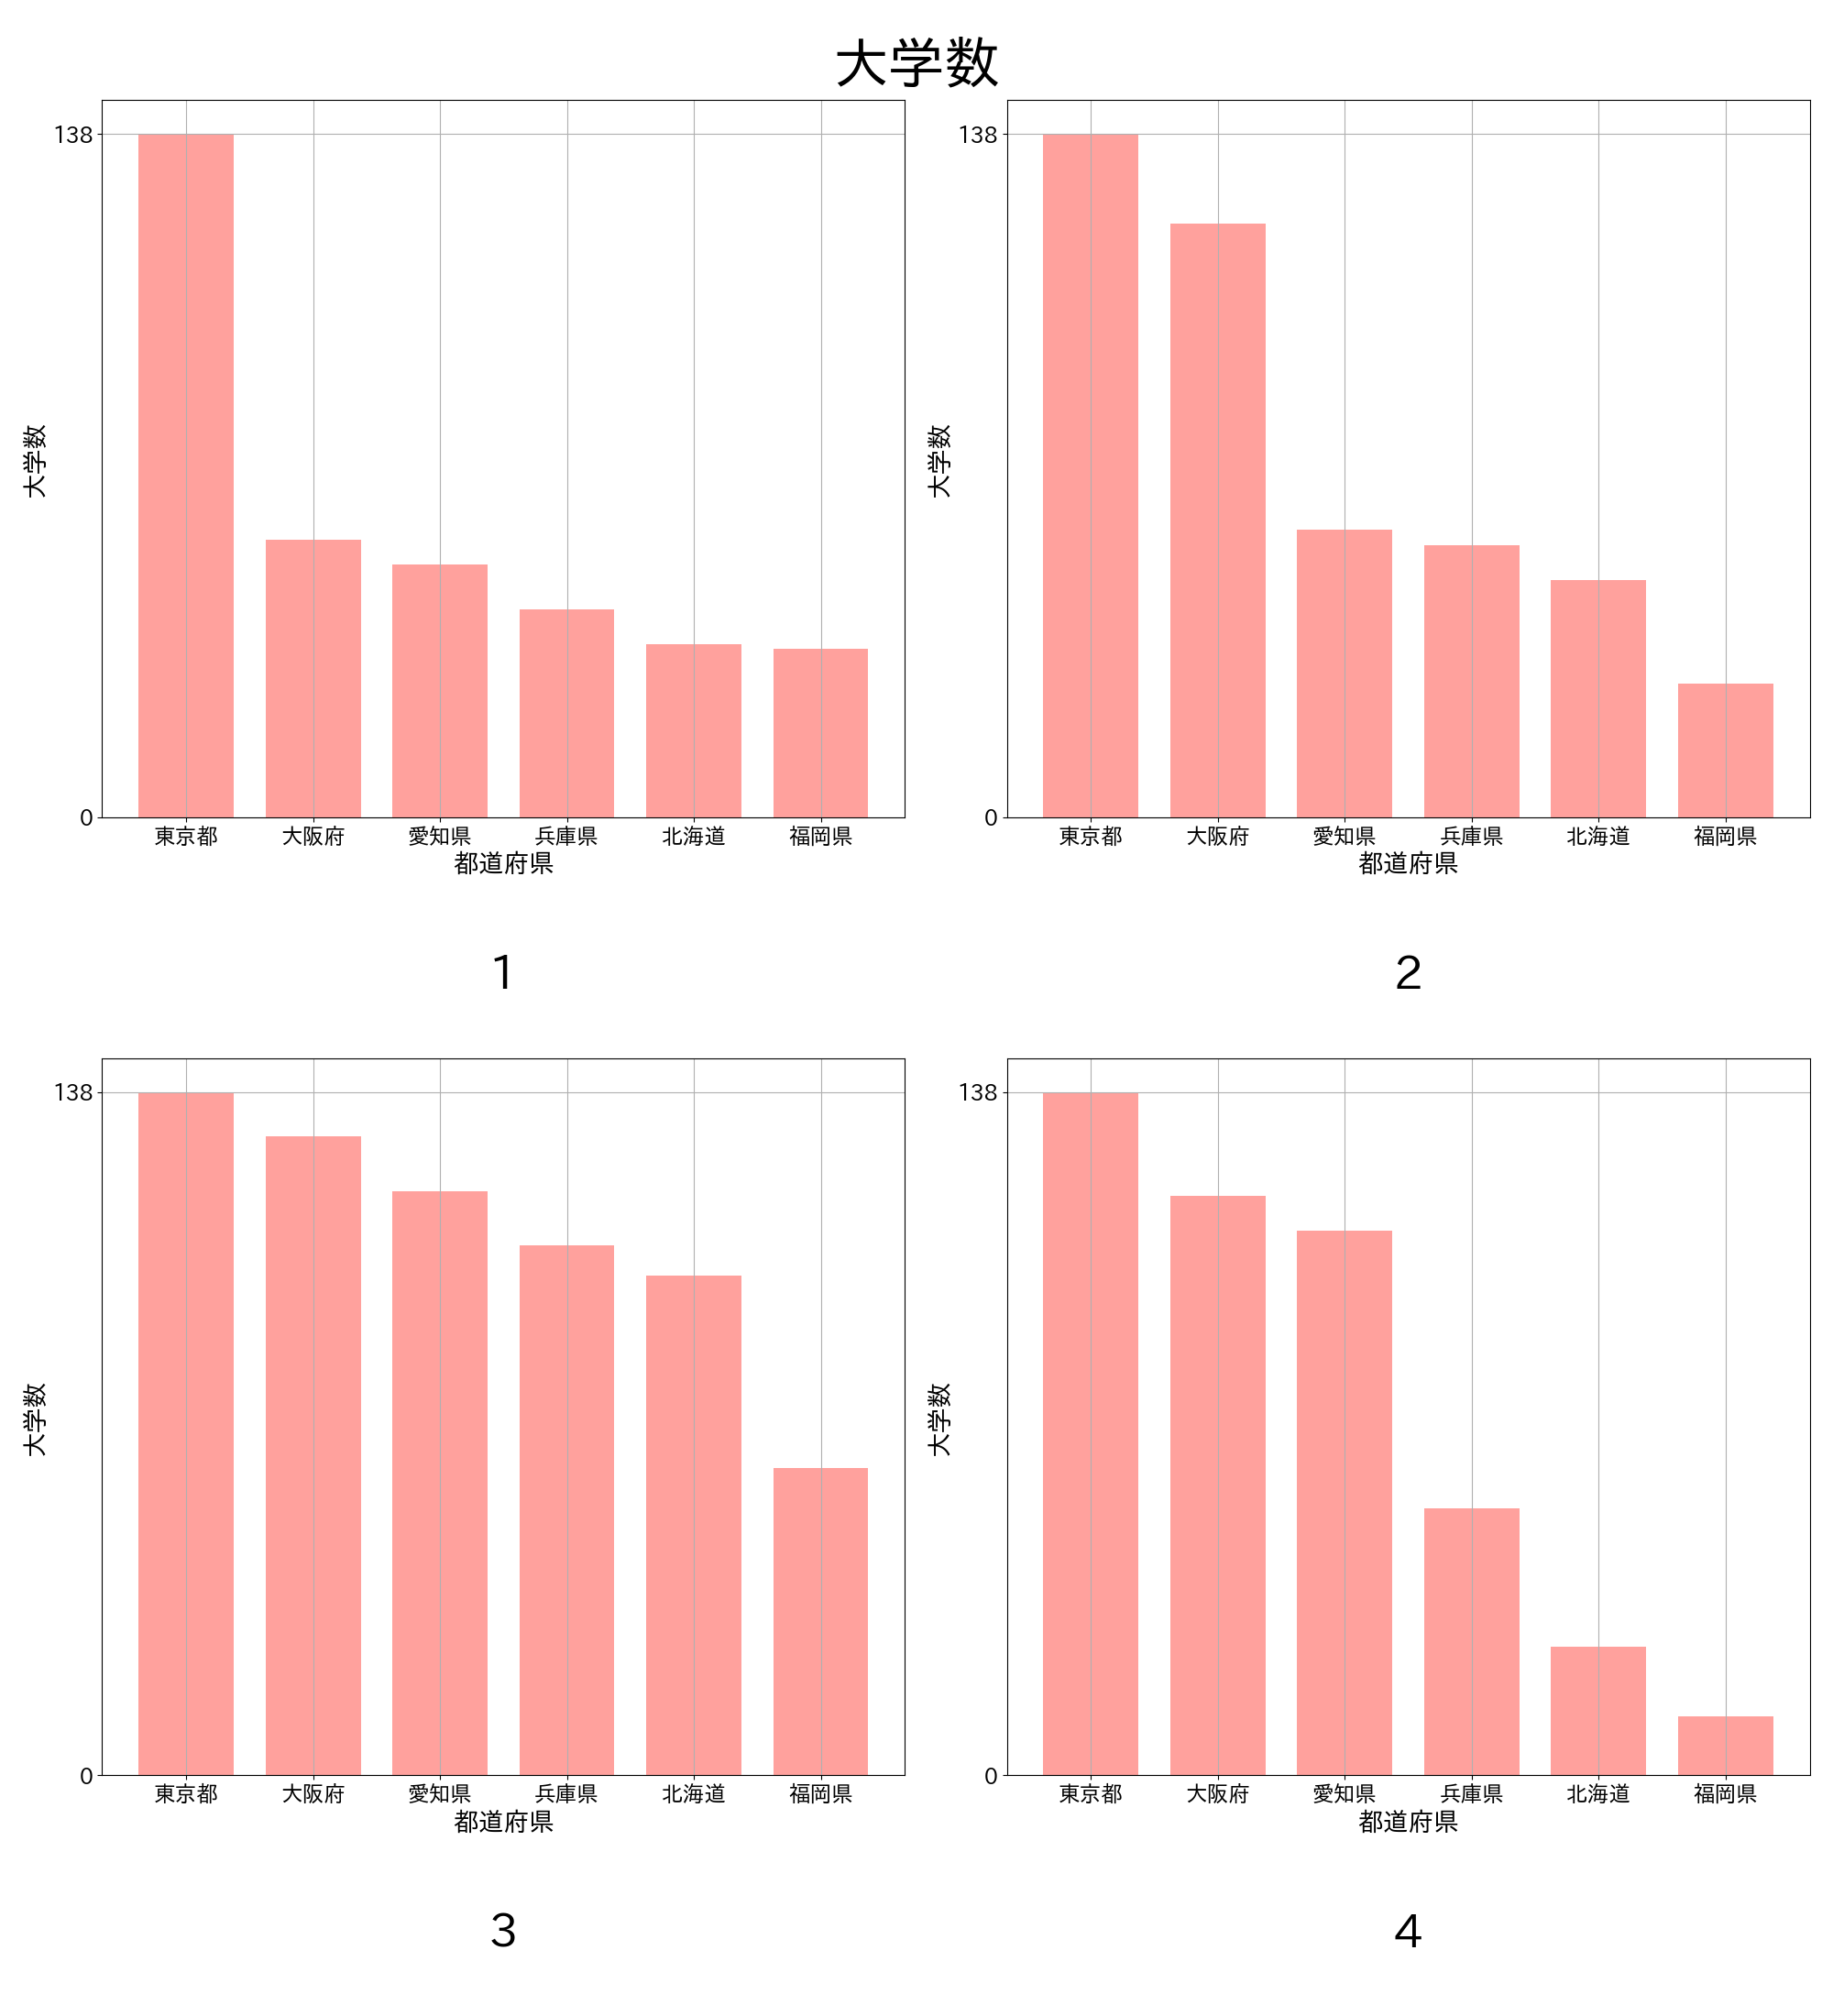 大学数
138
0
大学数
東京都 大阪府 愛知県 兵庫県 北海道 福岡県
都道府県
1
138
0
大学数
東京都 大阪府 愛知県 兵庫県 北海道 福岡県
都道府県
2
138
0
大学数
東京都 大阪府 愛知県 兵庫県 北海道 福岡県
都道府県
3
138
0
大学数
東京都 大阪府 愛知県 兵庫県 北海道 福岡県
都道府県
4